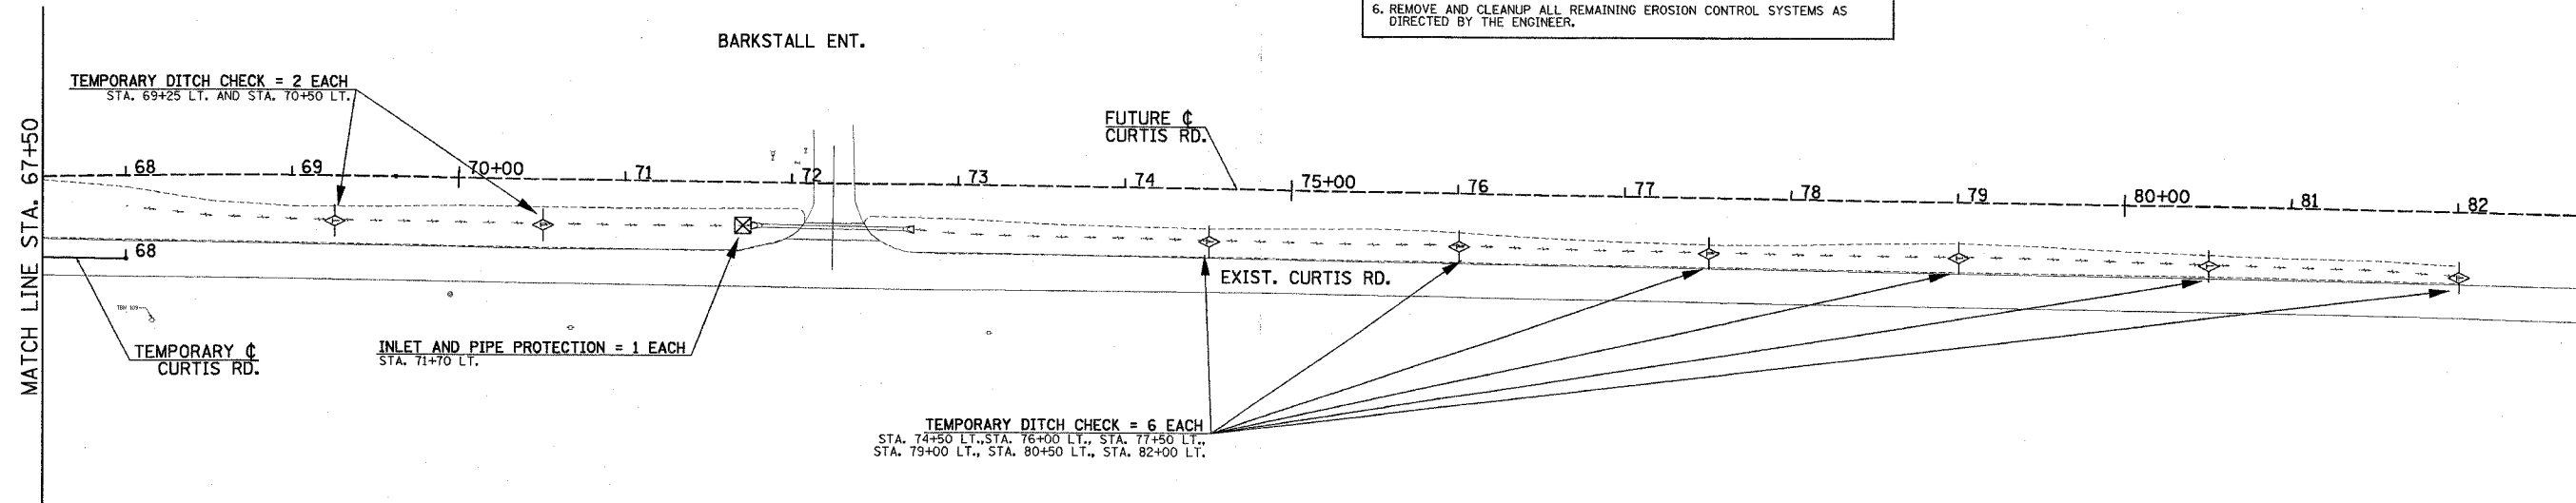 6. REMOVE AND CLEANUP ALL REMAINING EROSION CONTROL SYSTEMS AS
DIRECTED BY THE ENGINEER.
BARKSTALL ENT.
TEMPORARY DITCH CHECK = 2 EACH
STA. 69+25 LT. AND STA. 70+50 LT.
FUTURE ℄
CURTIS RD.
MATCH LINE STA. 67+50
68
69
70+00
71
72
73
74
75+00
76
77
78
79
80+00
81
82
68
EXIST. CURTIS RD.
TEMPORARY ℄
CURTIS RD.
INLET AND PIPE PROTECTION = 1 EACH
STA. 71+70 LT.
TEMPORARY DITCH CHECK = 6 EACH
STA. 74+50 LT.,STA. 76+00 LT., STA. 77+50 LT.,
STA. 79+00 LT., STA. 80+50 LT., STA. 82+00 LT.